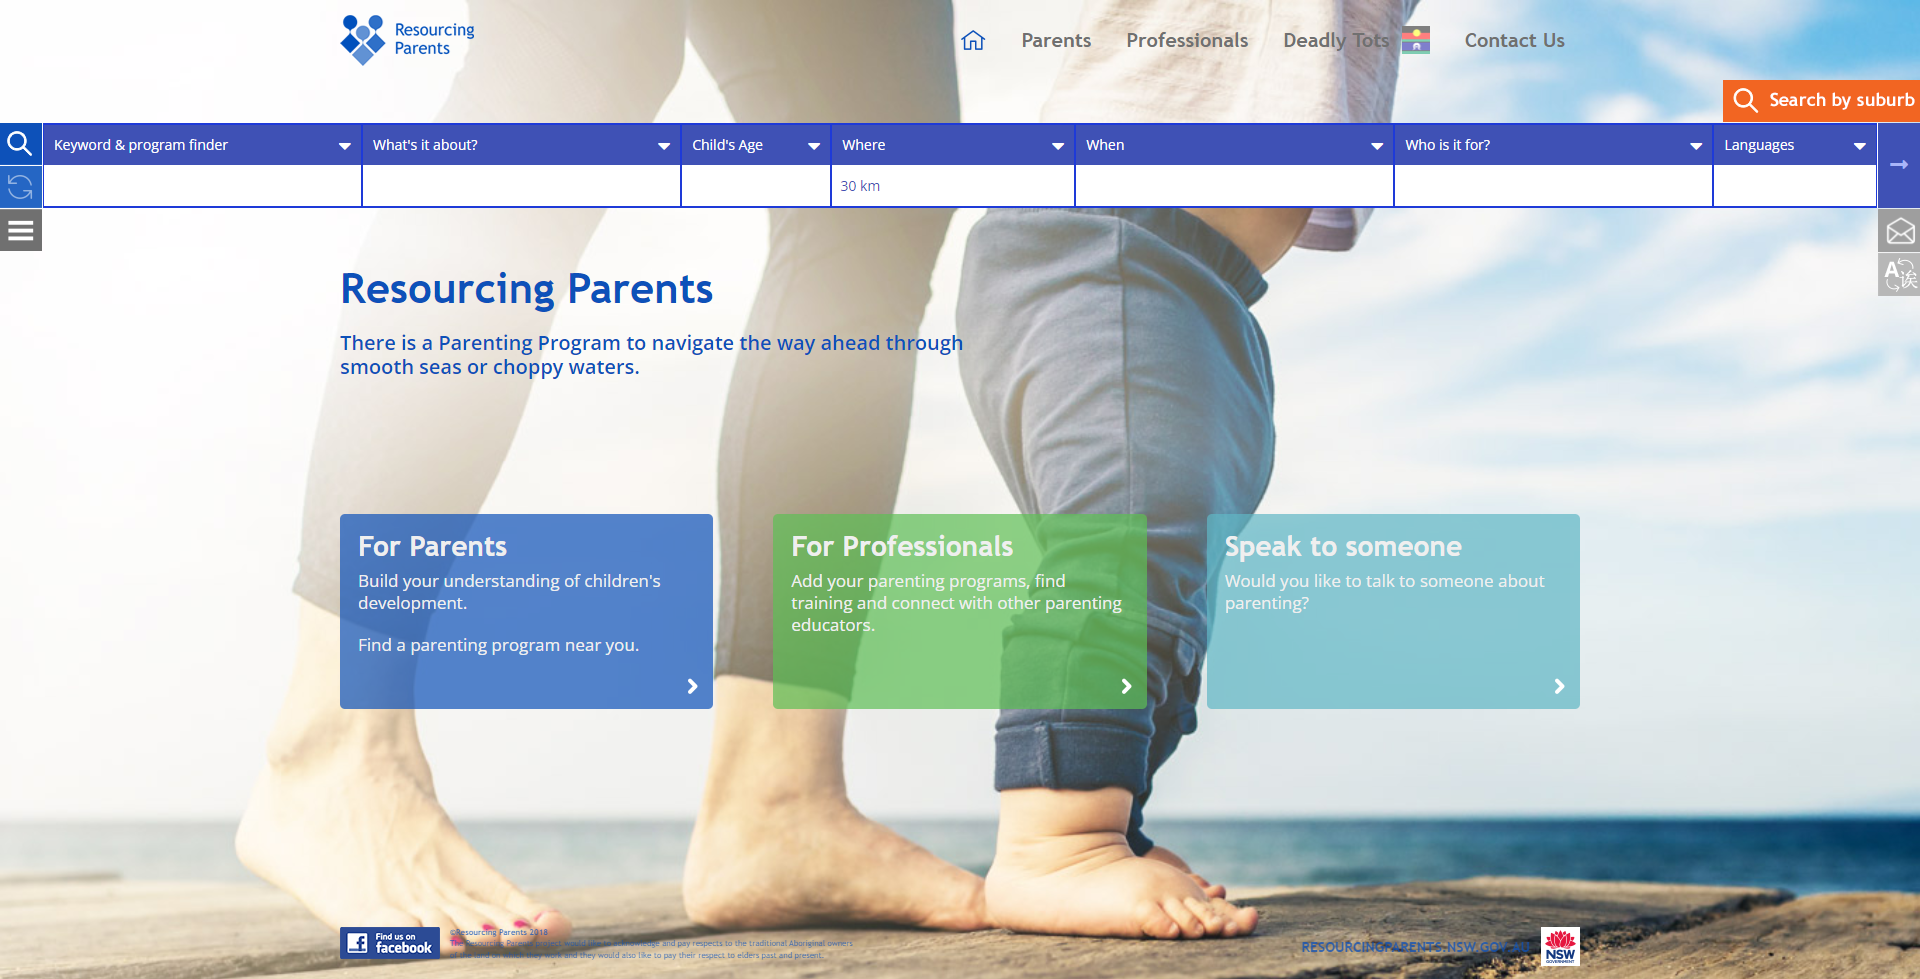 Resourcing
Parents
Parents
Professionals
Deadly Tots
Contact Us
Search by suburb
Keyword & program finder
What's it about?
Child's Age
Where
When
Who is it for?
Languages
30 km
A
诶
Resourcing Parents
There is a Parenting Program to navigate the way ahead through
smooth seas or choppy waters.
For Parents
Build your understanding of children's
development.
Find a parenting program near you.
For Professionals
Add your parenting programs, find
training and connect with other parenting
educators.
Speak to someone
Would you like to talk to someone about
parenting?
Find us on
facebook
©Resourcing Parents 2018
The Resourcing Parents project would like to acknowledge and pay respects to the traditional Aboriginal owners
of the land on which they work and they would also like to pay their respect to elders past and present.
RESOURCINGPARENTS.NSW.GOV.AU
NSW
GOVERNMENT